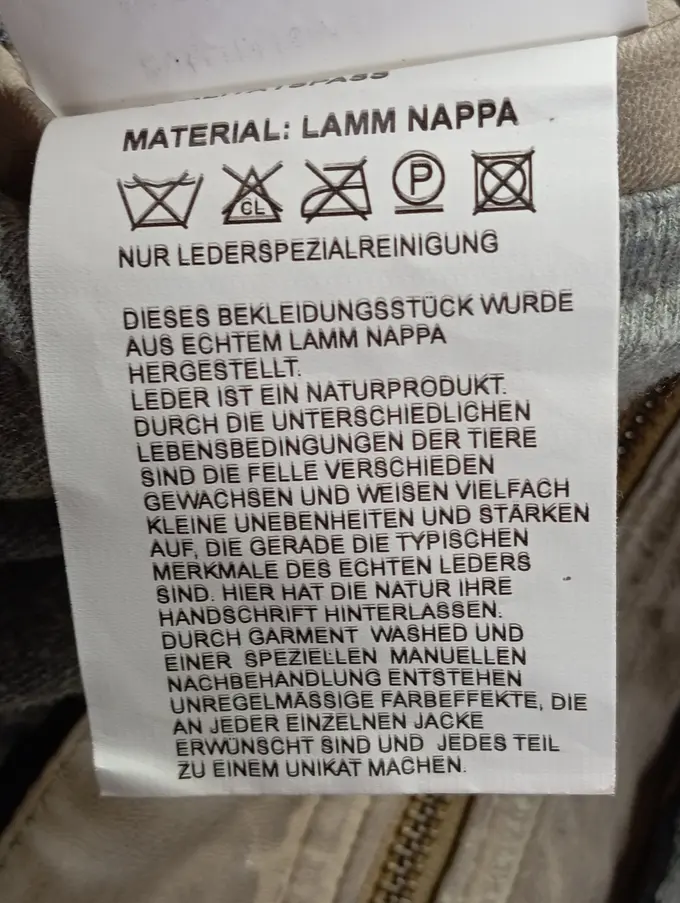 MATERIAL: LAMM NAPPA
CL
P
NUR LEDERSPEZIALREINIGUNG
DIESES BEKLEIDUNGSSTÜCK WURDE
AUS ECHTEM LAMM NAPPA
HERGESTELLT.
LEDER IST EIN NATURPRODUKT.
DURCH DIE UNTERSCHIEDLICHEN
LEBENSBEDINGUNGEN DER TIERE
SIND DIE FELLE VERSCHIEDEN
GEWACHSEN UND WEISEN VIELFACH
KLEINE UNEBENHEITEN UND STÄRKEN
AUF, DIE GERADE DIE TYPISCHEN
MERKMALE DES ECHTEN LEDERS
SIND. HIER HAT DIE NATUR IHRE
HANDSCHRIFT HINTERLASSEN.
DURCH GARMENT WASHED UND
EINER SPEZIELLEN MANUELLEN
NACHBEHANDLUNG ENTSTEHEN
UNREGELMÄSSIGE FARBEFFEKTE, DIE
AN JEDER EINZELNEN JACKE
ERWÜNSCHT SIND UND JEDES TEIL
ZU EINEM UNIKAT MACHEN.